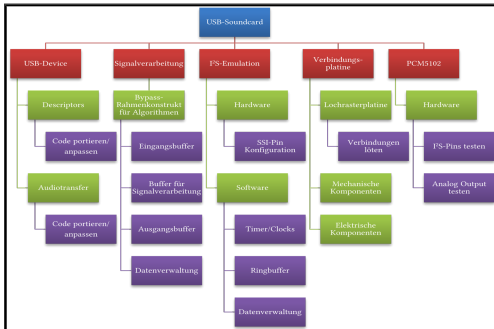 USB-Soundcard
USB-Device
Descriptors
Code portieren/
anpassen
Audiotransfer
Code portieren/
anpassen
Signalverarbeitung
Bypass-
Rahmenkonstrukt
für Algorithmen
Eingangsbuffer
Buffer für
Signalverarbeitung
Ausgangsbuffer
Datenverwaltung
FS-Emulation
Hardware
SSI-Pin
Konfiguration
Software
Timer/Clocks
Ringbuffer
Datenverwaltung
Verbindungs-
platine
Lochrasterplatine
Verbindungen
löten
Mechanische
Komponenten
Elektrische
Komponenten
PCM5102
Hardware
FS-Pins testen
Analog Output
testen